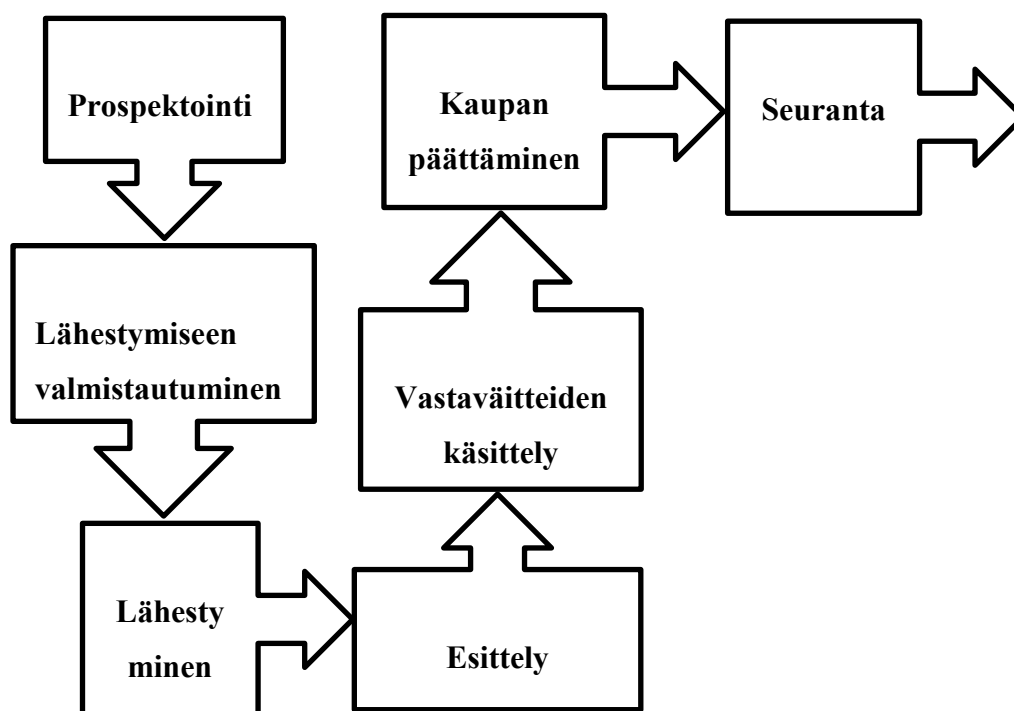 Prospektointi
Lähestymiseen
valmistautuminen
Lähesty
minen
Esittely
Vastaväitteiden
käsittely
Kaupan
päättäminen
Seuranta